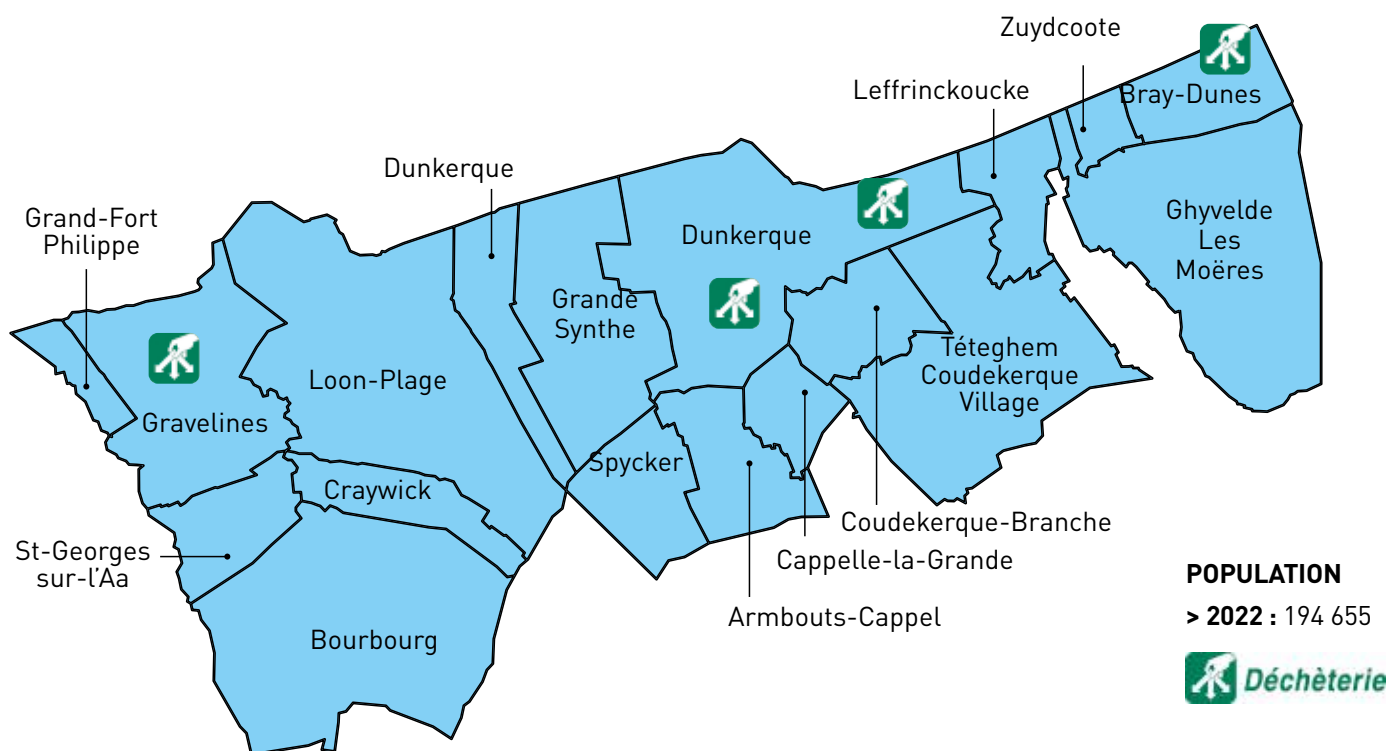 Zuydcoote
Leffrinckoucke
Bray-Dunes
Dunkerque
Grand-Fort
Philippe
Dunkerque
Ghyvelde
Les
Moëres
Grande
Synthe
Loon-Plage
Téteghem
Coudekerque
Village
Gravelines
Spycker
Craywick
Coudekerque-Branche
St-Georges
sur-l'Aa
Cappelle-la-Grande
Armbouts-Cappel
Bourbourg
POPULATION
> 2022 : 194 655
Déchèterie